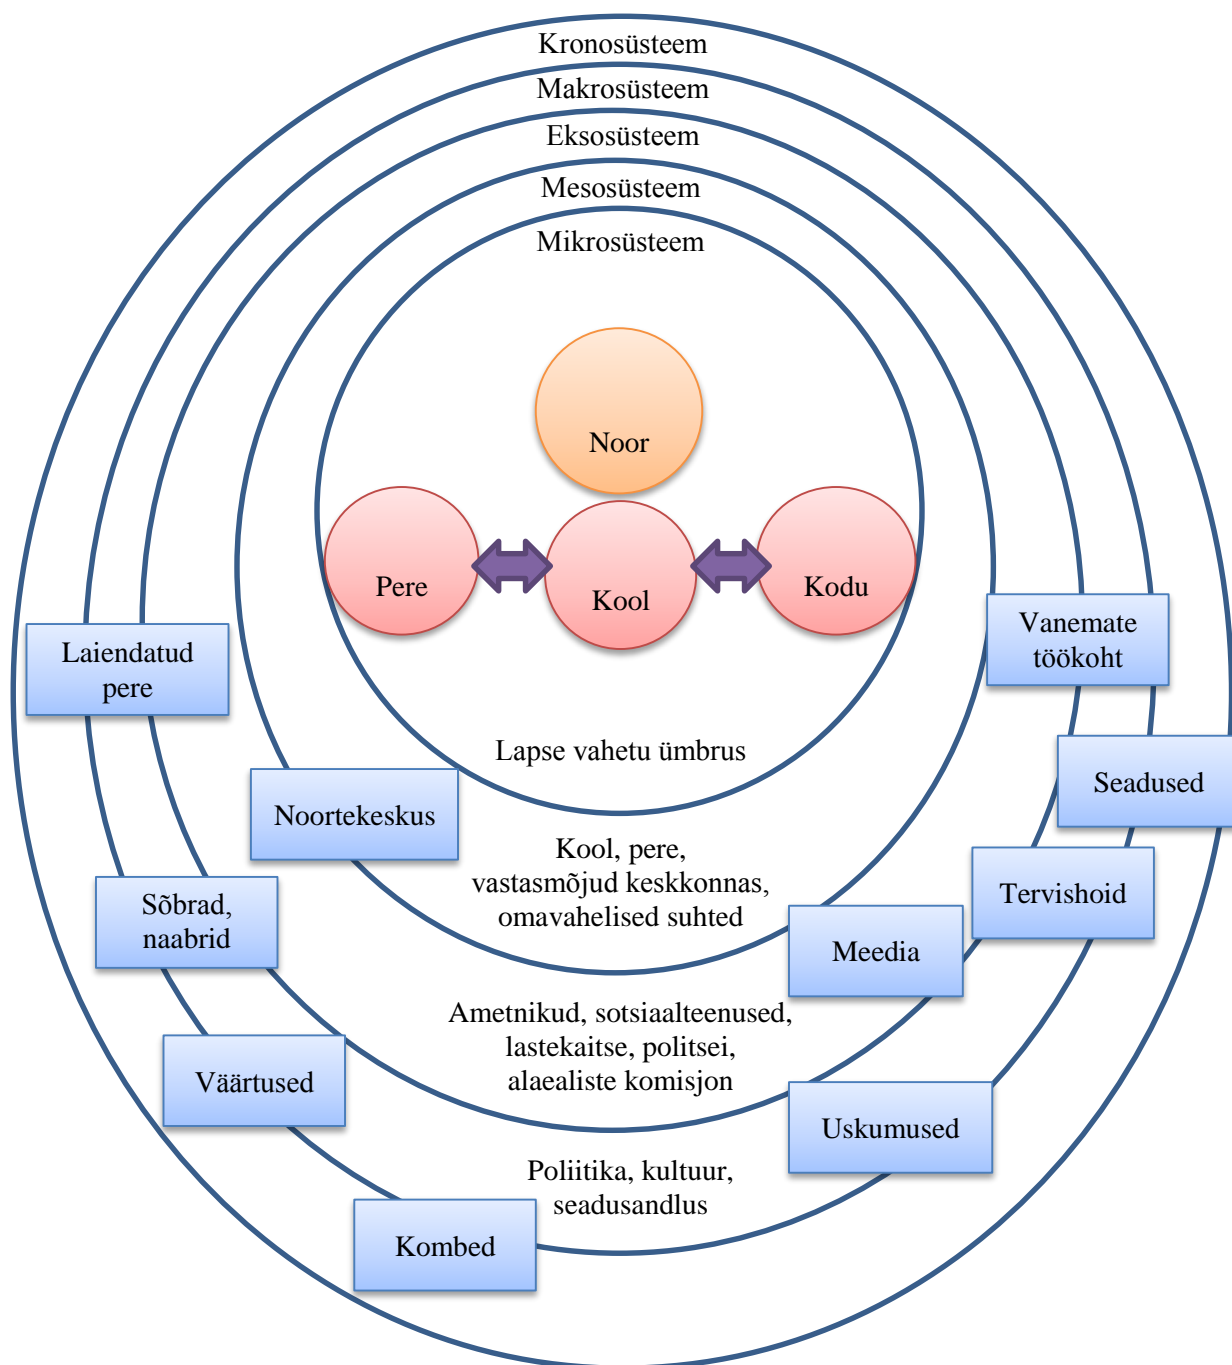 Kronosüsteem
Makrosüsteem
Eksosüsteem
Mesosüsteem
Mikrosüsteem
Noor
Pere
Kool
Kodu
Laiendatud
pere
Vanemate
töökoht
Lapse vahetu ümbrus
Seadused
Noortekeskus
Kool, pere,
vastasmõjud keskkonnas,
omavahelised suhted
Tervishoid
Sõbrad,
naabrid
Meedia
Ametnikud, sotsiaalteenused,
lastekaitse, politsei,
alaealiste komisjon
Väärtused
Uskumused
Poliitika, kultuur,
seadusandlus
Kombed